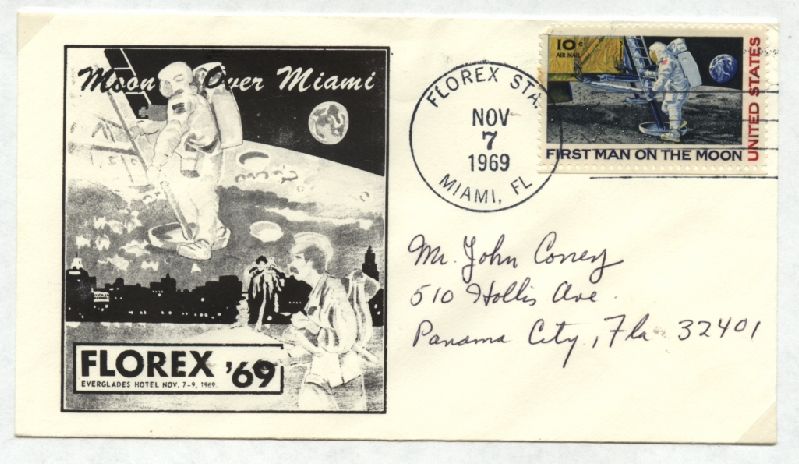 Moon Over Miami
FLOREX '69
EVERGLADES HOTEL NOV. 7-9, 1969.
FLOREX STA.
NOV
7
1969
MIAMI, FL
10¢
AIR MAIL
UNITED STATES
FIRST MAN ON THE MOON
Mr. John
510 Hollis Ave.
Panama City, Fla 32401